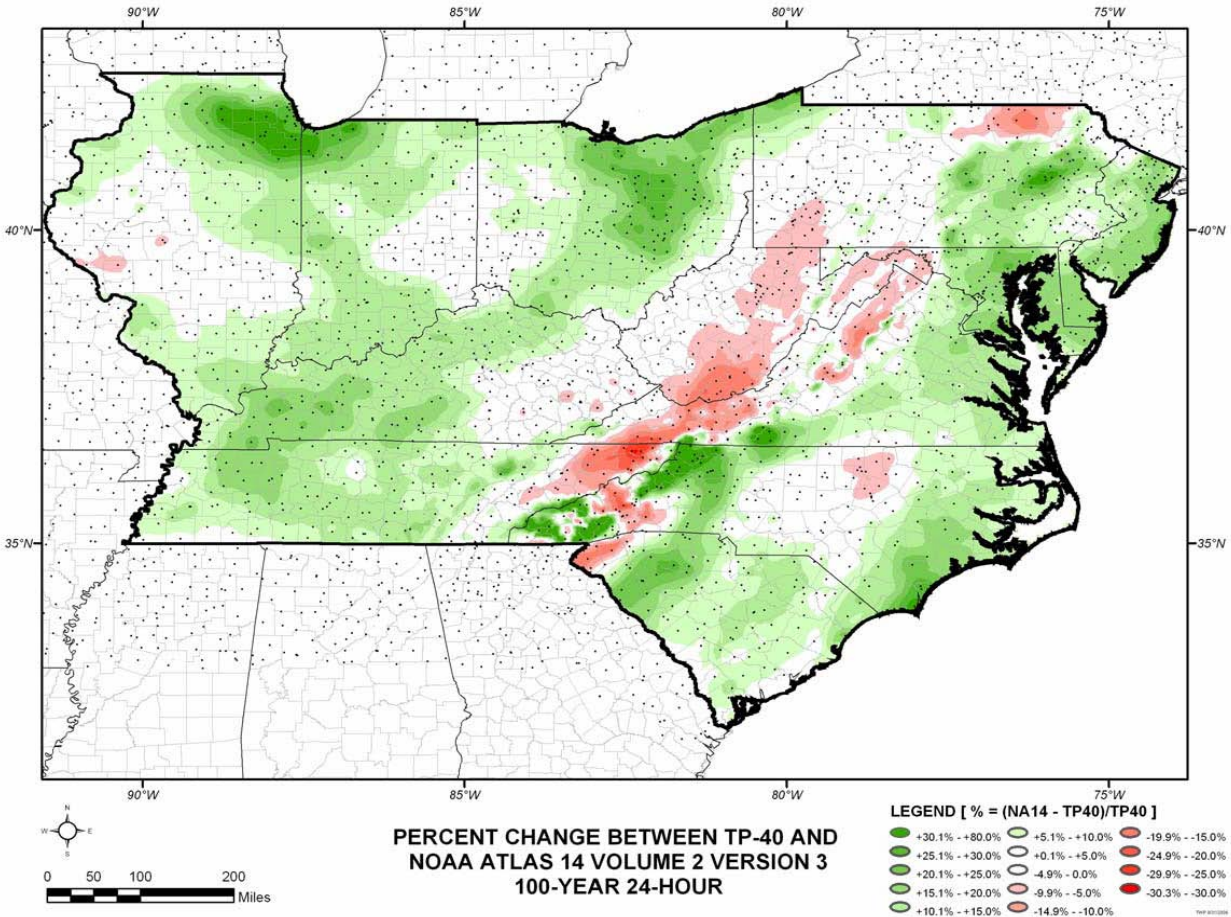 90°W 85°W 80°W 75°W
40°N 40°N
35°N 35°N
90°W 85°W 80°W 75°W
N
W E
S
0 50 100 200
Miles
PERCENT CHANGE BETWEEN TP-40 AND
NOAA ATLAS 14 VOLUME 2 VERSION 3
100-YEAR 24-HOUR
LEGEND [ % = (NA14 - TP40)/TP40 ]
+30.1% - +80.0% +5.1% - +10.0% -19.9% - -15.0%
+25.1% - +30.0% +0.1% - +5.0% -24.9% - -20.0%
+20.1% - +25.0% -4.9% - 0.0% -29.9% - -25.0%
+15.1% - +20.0% -9.9% - -5.0% -30.3% - -30.0%
+10.1% - +15.0% -14.9% - -10.0%